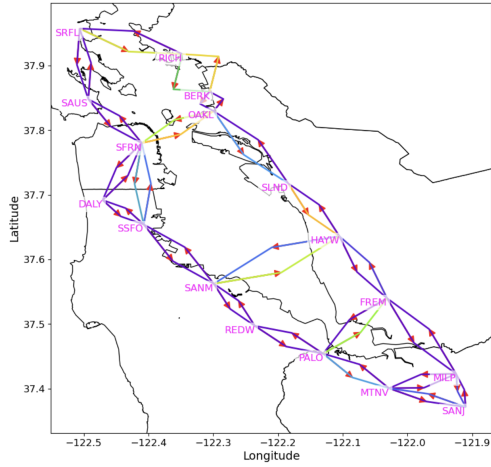 SRFL
RICH
BERK
SAUS
OAKL
SFRN
SLND
DALY
SSFO
HAYW
SANM
FREM
REDW
PALO
MILP
MTNV
SANJ
37.9
37.8
37.7
37.6
37.5
37.4
Latitude
−122.5 −122.4 −122.3 −122.2 −122.1 −122.0 −121.9
Longitude